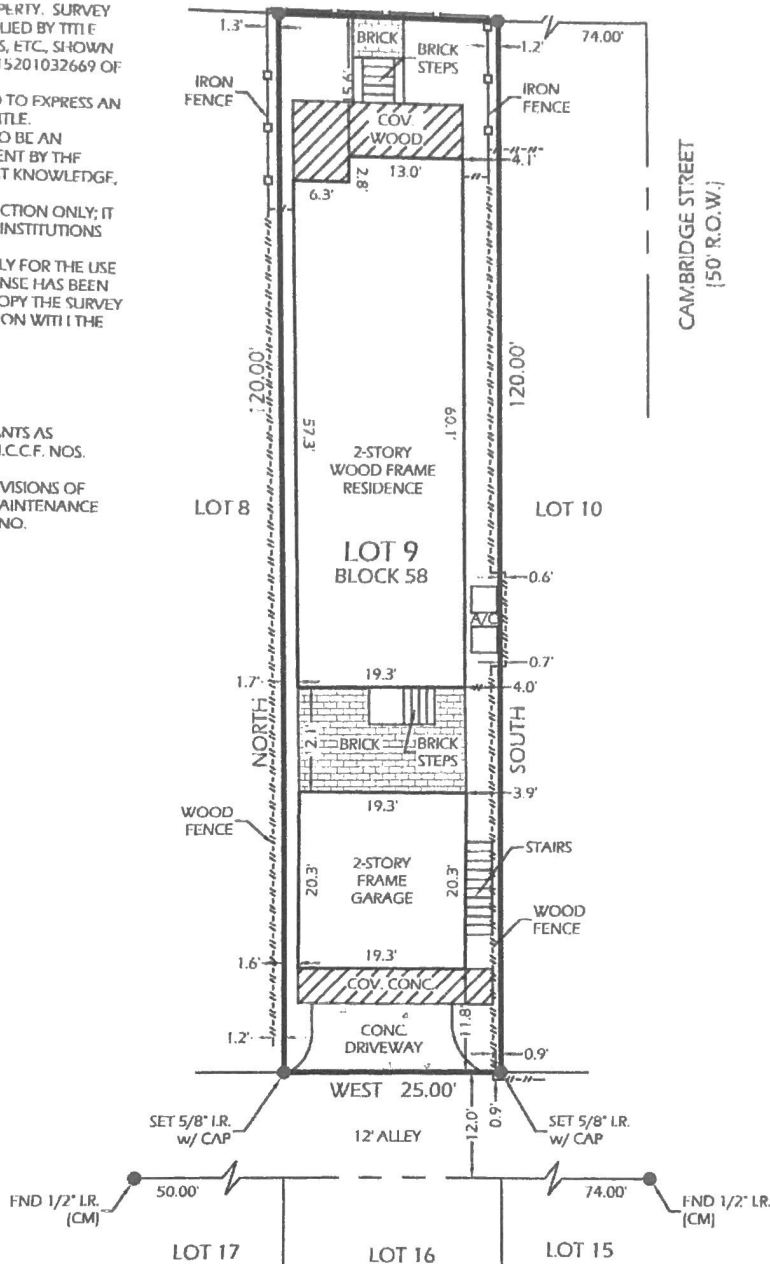 PERTY. SURVEY
LIED BY TITLE
S, ETC., SHOWN
15201032669 OF
TO EXPRESS AN
ITLE.
O BE AN
ENT BY THE
T KNOWLEDGE,
CTION ONLY; IT
INSTITUTIONS
LY FOR THE USE
NSE HAS BEEN
OPY THE SURVEY
ON WITH THE
ANTS AS
I.C.C.F. NOS.
VISIONS OF
AINTENANCE
NO.
1.3'
BRICK
BRICK
STEPS
1.2'
74.00'
IRON
FENCE
15.6'
IRON
FENCE
COV.
WOOD
4.1'
13.0'
2.8'
6.3'
CAMBRIDGE STREET
(50' R.O.W.)
120.00'
120.00'
57.3'
60.1'
2-STORY
WOOD FRAME
RESIDENCE
LOT 8
LOT 10
LOT 9
BLOCK 58
0.6'
A/C
0.7'
19.3'
1.7'
4.0'
NORTH
SOUTH
12.1'
BRICK
BRICK
STEPS
3.9'
19.3'
WOOD
FENCE
2-STORY
FRAME
GARAGE
20.3'
20.3'
STAIRS
WOOD
FENCE
19.3'
1.6'
COV. CONC.
11.8'
1.2'
CONC.
DRIVEWAY
0.9'
WEST 25.00'
0.9'
12.0'
SET 5/8" I.R.
w/ CAP
12' ALLEY
SET 5/8" I.R.
w/ CAP
50.00'
74.00'
FND 1/2" I.R.
(CM)
FND 1/2" I.R.
(CM)
LOT 17
LOT 16
LOT 15